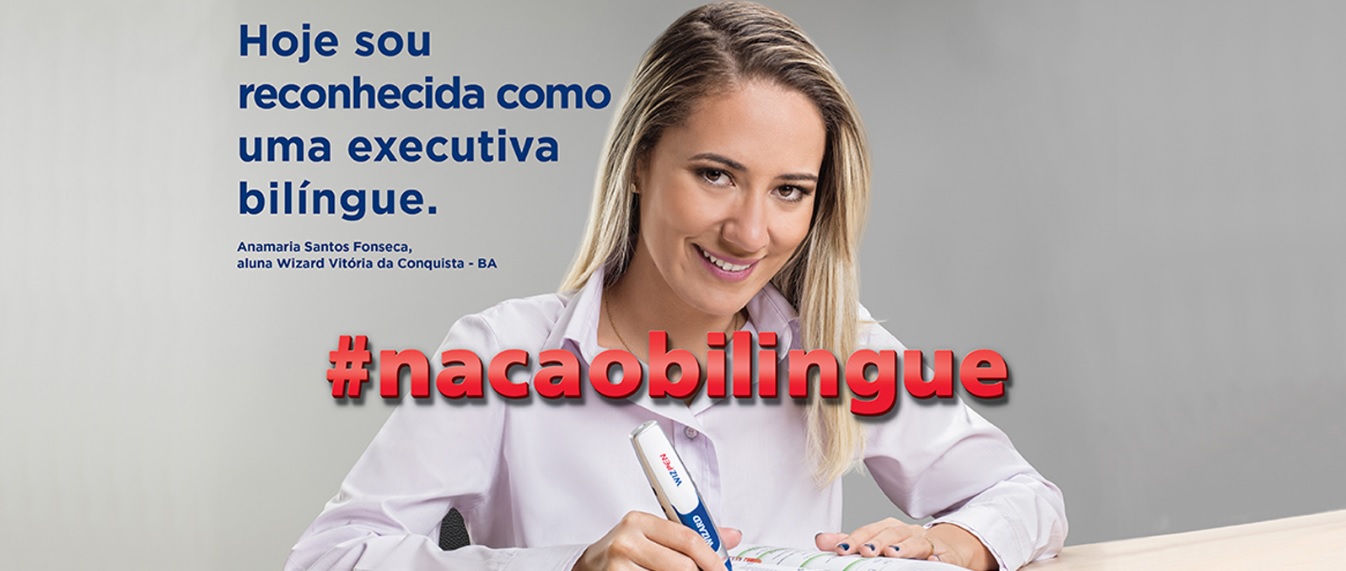 Hoje sou
reconhecida como
uma executiva
bilíngue.
Anamaria Santos Fonseca,
aluna Wizard Vitória da Conquista - BA
#nacaobilingue
WIZPEN
WIZARD